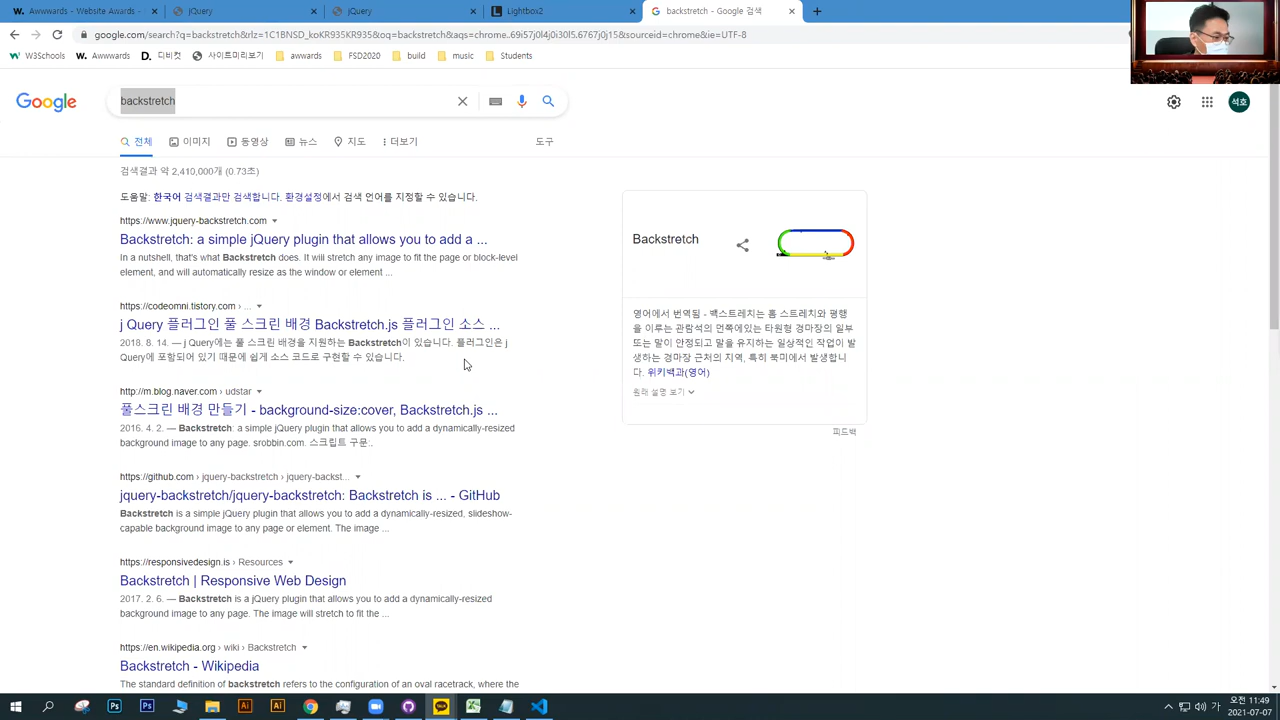 Awwwards - Website Awards -
jQuery
jQuery
Lightbox2
backstretch - Google 검색
google.com/search?q=backstretch&rlz=1C1BNSD_koKR935KR935&oq=backstretch&aqs=chrome..69i57j0l4j0i30l5.6767j0j15&sourceid=chrome&ie=UTF-8
W3Schools
Awwwards
디비컷
사이트미리보기
awwards
FSD2020
build
music
Students
Google
backstretch
석호
전체
이미지
동영상
뉴스
지도
더보기
도구
검색결과 약 2,410,000개 (0.73초)
도움말: 한국어 검색결과만 검색합니다. 환경설정에서 검색 언어를 지정할 수 있습니다.
https://www.jquery-backstretch.com
Backstretch: a simple jQuery plugin that allows you to add a ...
In a nutshell, that's what Backstretch does. It will stretch any image to fit the page or block-level
element, and will automatically resize as the window or element ...
https://codeomni.tistory.com › ...
j Query 플러그인 풀 스크린 배경 Backstretch.js 플러그인 소스 ...
2018. 8. 14. — j Query에는 풀 스크린 배경을 지원하는 Backstretch이 있습니다. 플러그인은 j
Query에 포함되어 있기 때문에 쉽게 소스 코드로 구현할 수 있습니다.
http://m.blog.naver.com › udstar
풀스크린 배경 만들기 - background-size:cover, Backstretch.js ...
2016. 4. 2. — Backstretch: a simple jQuery plugin that allows you to add a dynamically-resized
background image to any page. srobbin.com. 스크립트 구문:.
https://github.com › jquery-backstretch › jquery-backst...
jquery-backstretch/jquery-backstretch: Backstretch is ... - GitHub
Backstretch is a simple jQuery plugin that allows you to add a dynamically-resized, slideshow-
capable background image to any page or element. The image ...
https://responsivedesign.is › Resources
Backstretch | Responsive Web Design
2017. 2. 6. — Backstretch is a jQuery plugin that allows you to add a dynamically-resized
background image to any page. The image will stretch to fit the ...
https://en.wikipedia.org › wiki › Backstretch
Backstretch - Wikipedia
The standard definition of backstretch refers to the configuration of an oval racetrack, where the
Backstretch
영어에서 번역됨 - 백스트레치는 홈 스트레치와 평행
을 이루는 관람석의 먼쪽에있는 타원형 경마장의 일부
또는 말이 안정되고 말을 유지하는 일상적인 작업이 발
생하는 경마장 근처의 지역, 특히 북미에서 발생합니
다. 위키백과(영어)
원래 설명 보기
피드백
오전 11:49
2021-07-07